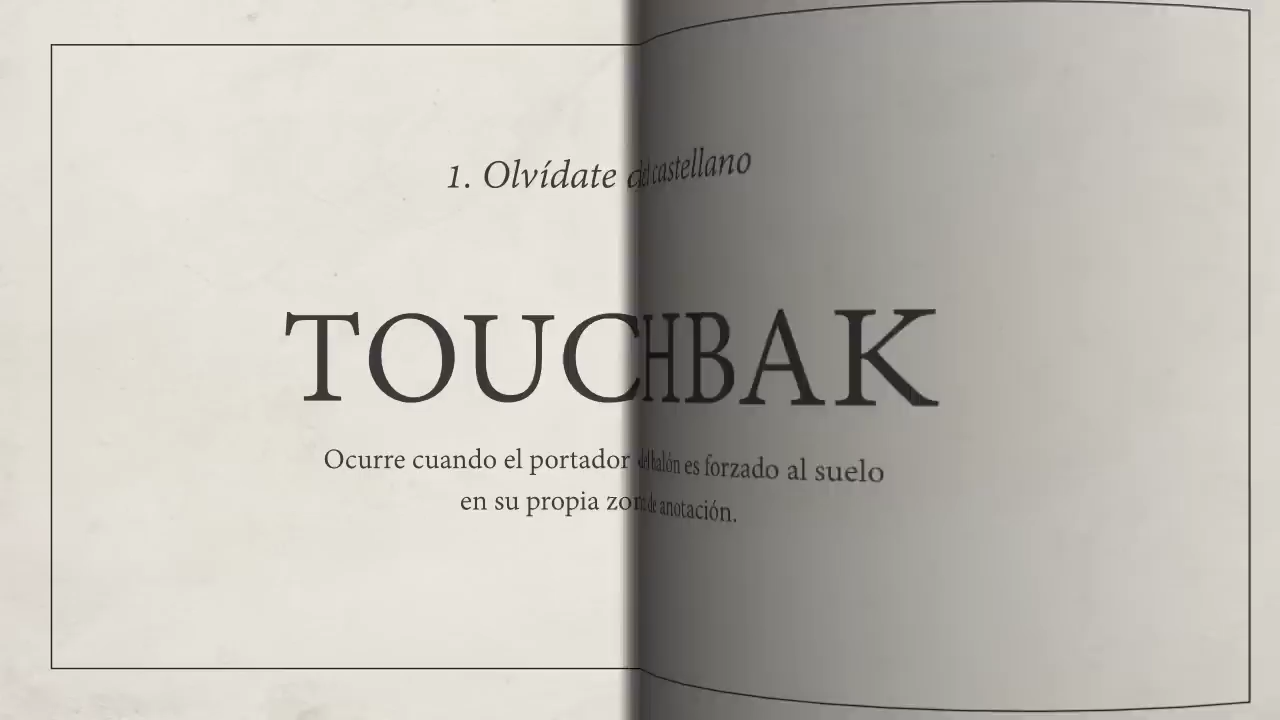 1. Olvídate del castellano
TOUCHBAK
Ocurre cuando el portador del balón es forzado al suelo
en su propia zona de anotación.